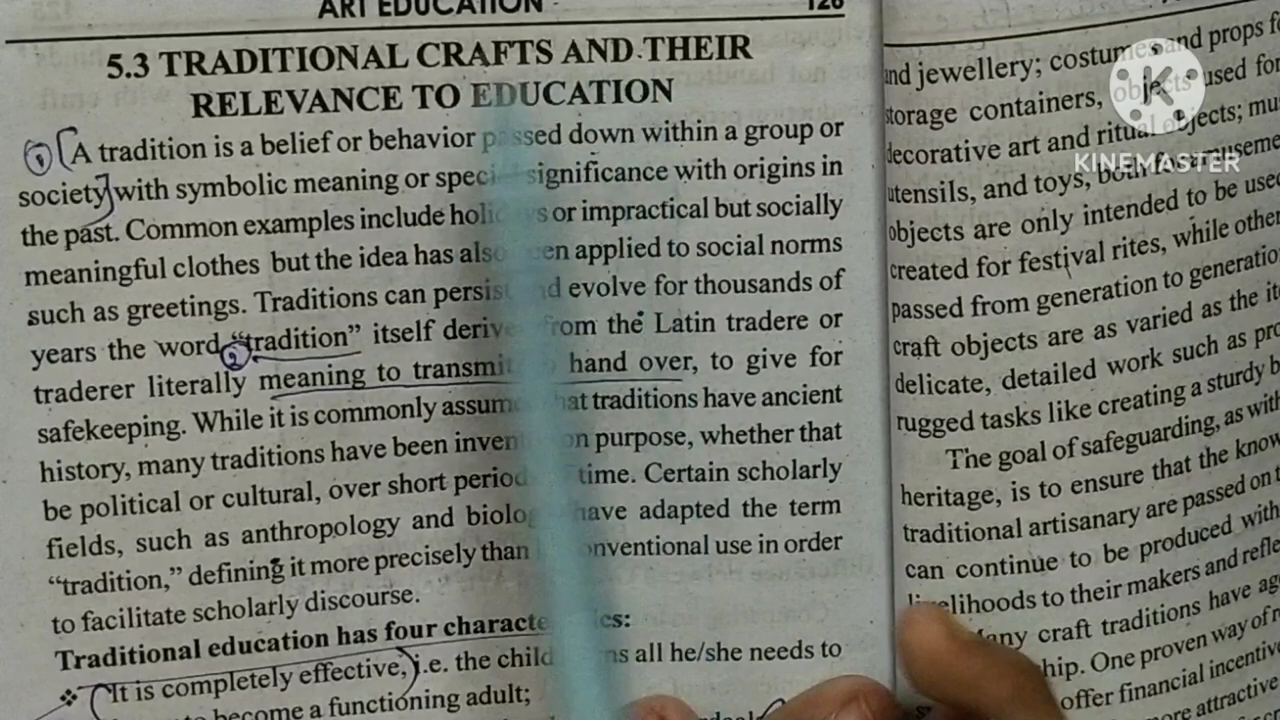 ART EDUCATION
5.3 TRADITIONAL CRAFTS AND THEIR
RELEVANCE TO EDUCATION
A tradition is a belief or behavior passed down within a group or
society with symbolic meaning or special significance with origins in
the past. Common examples include holidays or impractical but socially
meaningful clothes but the idea has also been applied to social norms
such as greetings. Traditions can persist and evolve for thousands of
years the word "tradition" itself derives from the Latin tradere or
traderer literally meaning to transmit, to hand over, to give for
safekeeping. While it is commonly assumed that traditions have ancient
history, many traditions have been invented on purpose, whether that
be political or cultural, over short periods of time. Certain scholarly
fields, such as anthropology and biology have adapted the term
"tradition," defining it more precisely than its conventional use in order
to facilitate scholarly discourse.
Traditional education has four characteristics:
❖ It is completely effective, i.e. the child learns all he/she needs to
become a functioning adult;
and jewellery; costumes and props
storage containers, objects used for
decorative art and ritual objects;
utensils, and toys, both for
objects are only intended to be used
created for festival rites, while other
passed from generation to
craft objects are as varied as the
delicate, detailed work such as
rugged tasks like creating a sturdy
The goal of safeguarding, as with
heritage, is to ensure that the
traditional artisanary are passed on
can continue to be produced
livelihoods to their makers and
Many craft traditions have
One proven way of
offer financial
more attractive
KINEMASTER